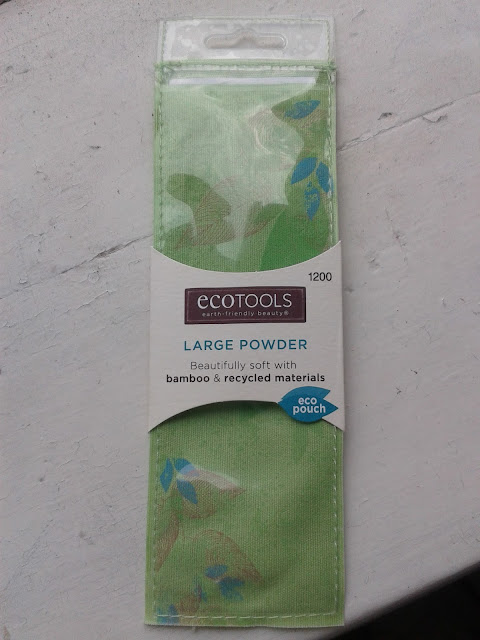 1200
ecoTOOLS
earth-friendly beauty®
LARGE POWDER
Beautifully soft with
bamboo & recycled materials
eco
pouch